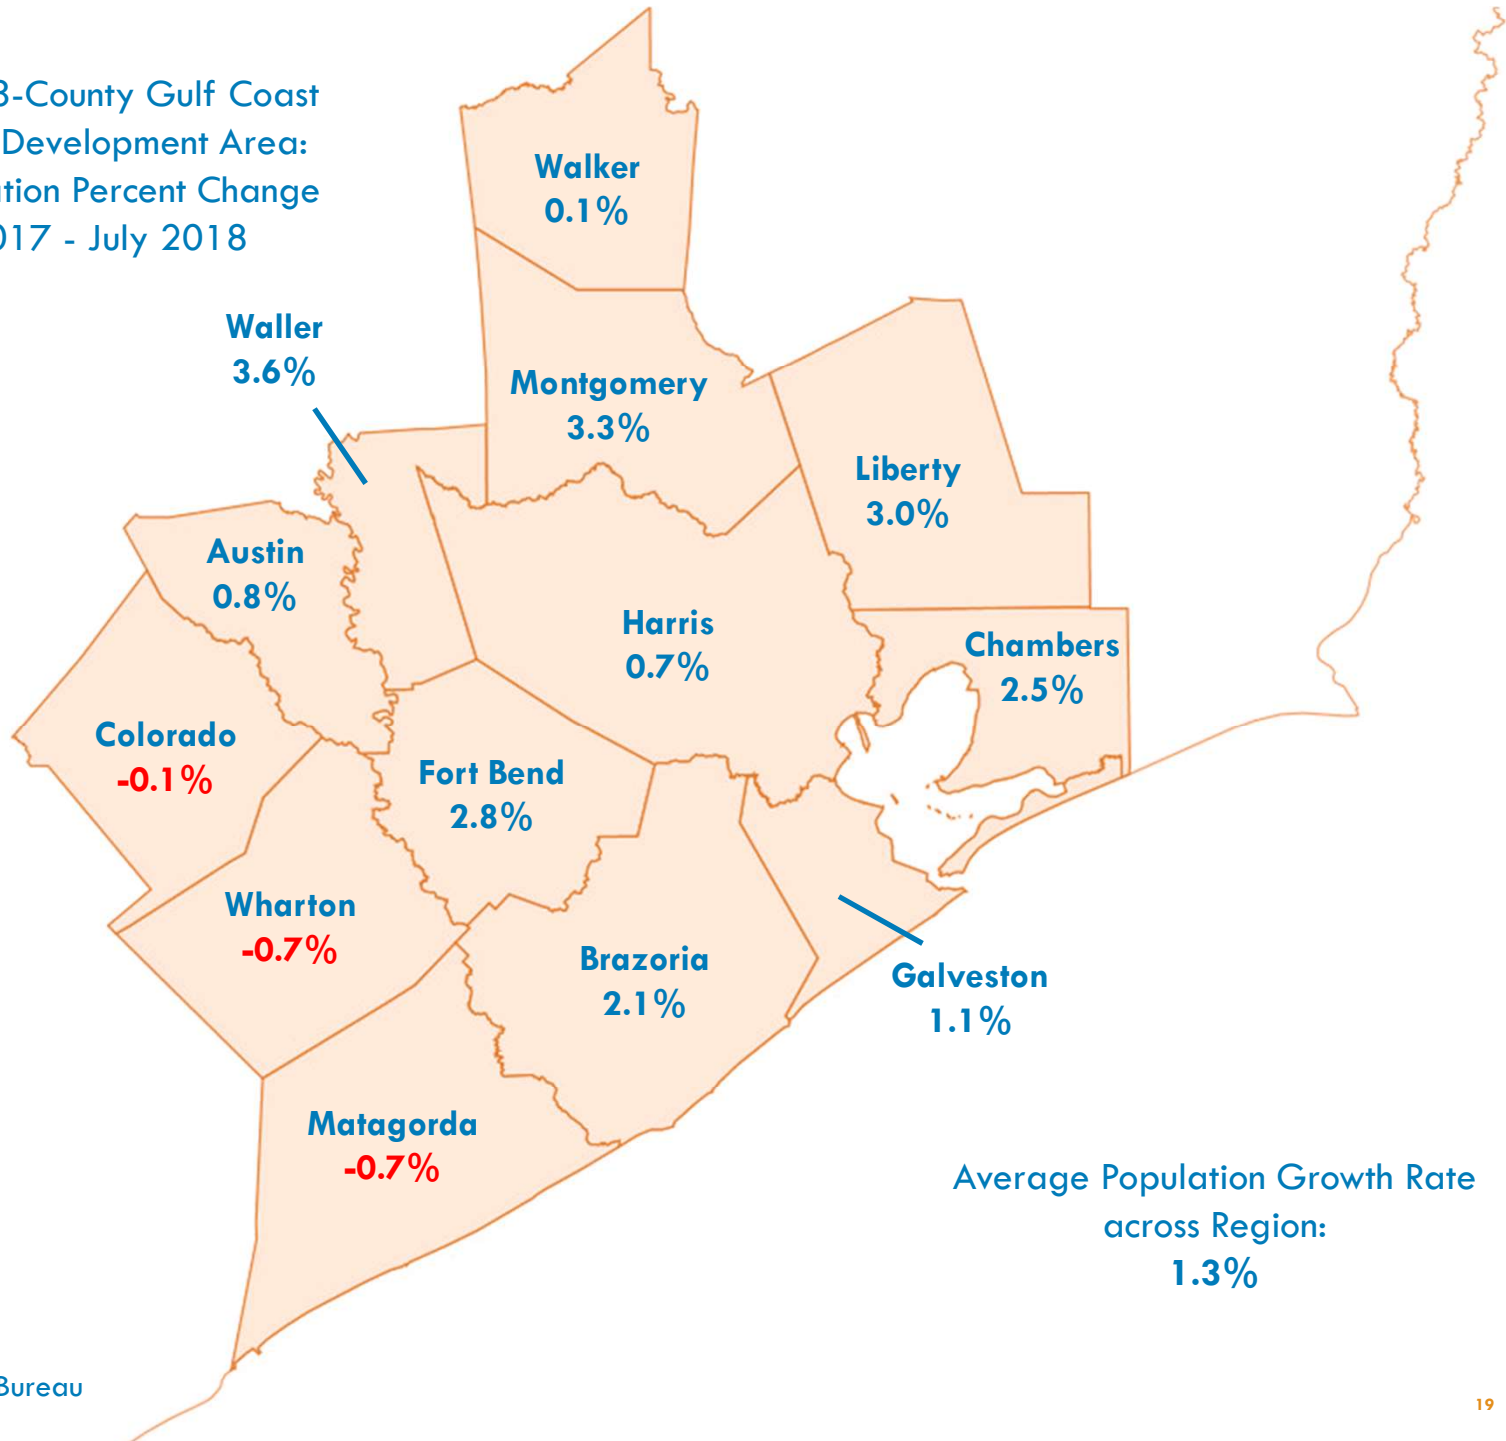 3-County Gulf Coast
Development Area:
Percent Change
- July 2018
Walker
0.1%
Waller
3.6%
Montgomery
3.3%
Liberty
3.0%
Austin
0.8%
Harris
0.7%
Chambers
2.5%
Colorado
-0.1%
Fort Bend
2.8%
Wharton
-0.7%
Brazoria
2.1%
Galveston
1.1%
Matagorda
-0.7%
Average Population Growth Rate
across Region:
1.3%
Bureau
19